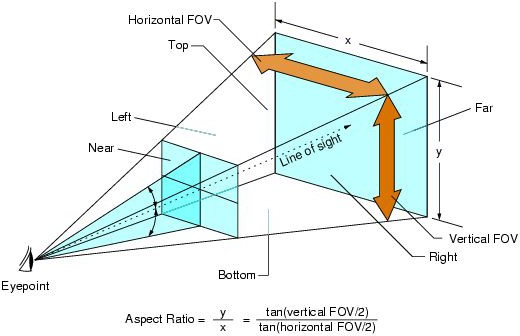 Horizontal FOV
x
Top
Left
Far
Near
Line of sight
y
Vertical FOV
Right
Bottom
Eyepoint
Aspect Ratio = y / x = tan(vertical FOV/2) / tan(horizontal FOV/2)